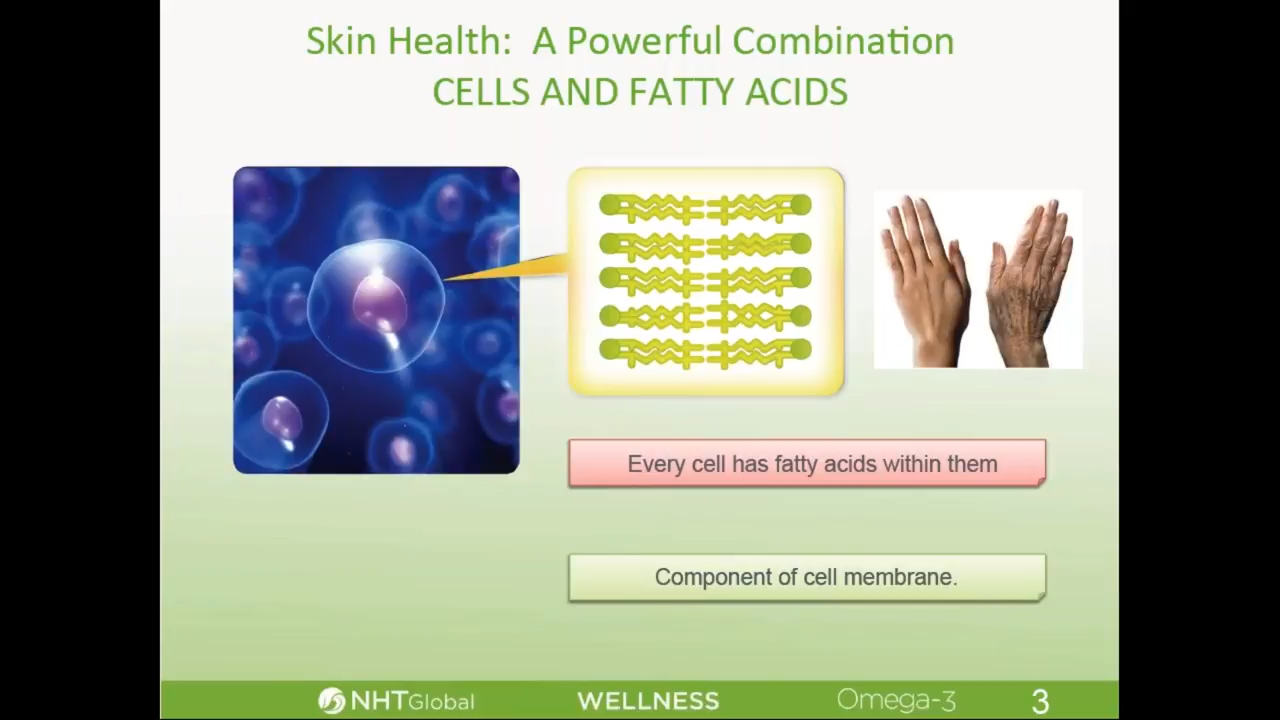 Skin Health: A Powerful Combination
CELLS AND FATTY ACIDS
Every cell has fatty acids within them
Component of cell membrane.
NHTGlobal WELLNESS Omega-3 3